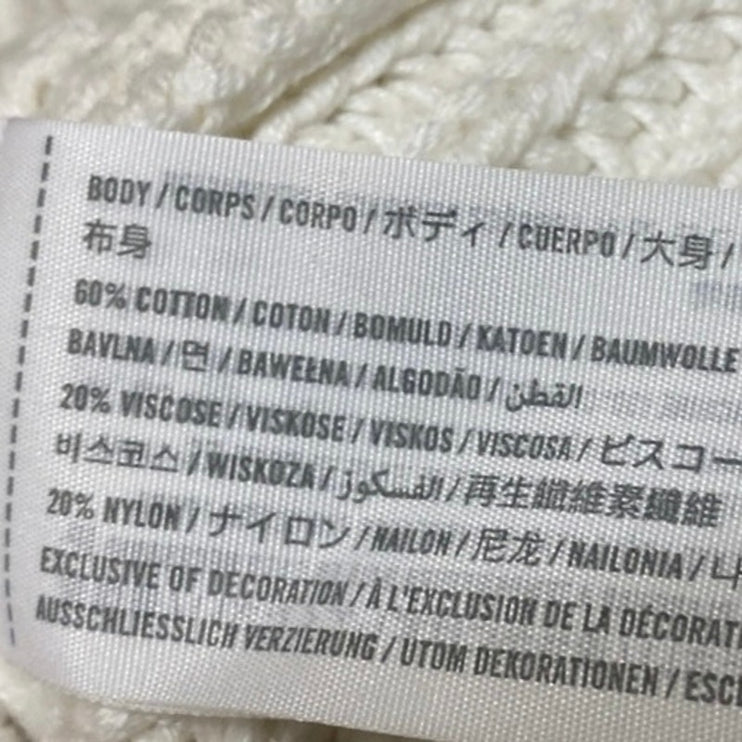 BODY / CORPS / CORPO / ボディ / CUERPO / 大身 /
布身
60% COTTON / COTON / BOMULD / KATOEN / BAUMWOLLE
BAVLNA / 면 / BAWEŁNA / ALGODÃO / القطن
20% VISCOSE / VISKOSE / VISKOS / VISCOSA / ビスコー
비스코스 / WISKOZA / الفسكوز / 再生纖維素纖維
20% NYLON / ナイロン / NAILON / 尼龙 / NAILONIA / 나
EXCLUSIVE OF DECORATION / À L'EXCLUSION DE LA DÉCORATI
AUSSCHLIESSLICH VERZIERUNG / UTOM DEKORATIONEN / ESCL